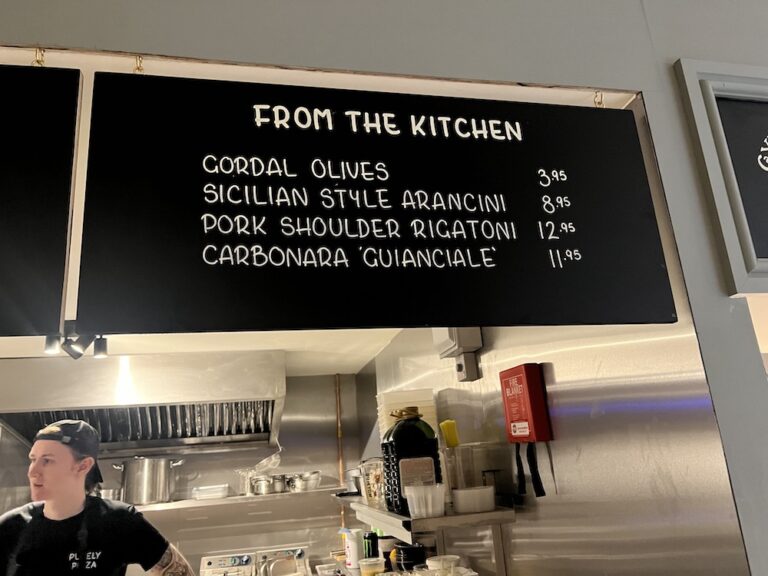 FROM THE KITCHEN
GORDAL OLIVES 3.95
SICILIAN STYLE ARANCINI 8.95
PORK SHOULDER RIGATONI 12.95
CARBONARA 'GUIANCIALE' 11.95
FIRE BLANKET
PURELY
PIZZA